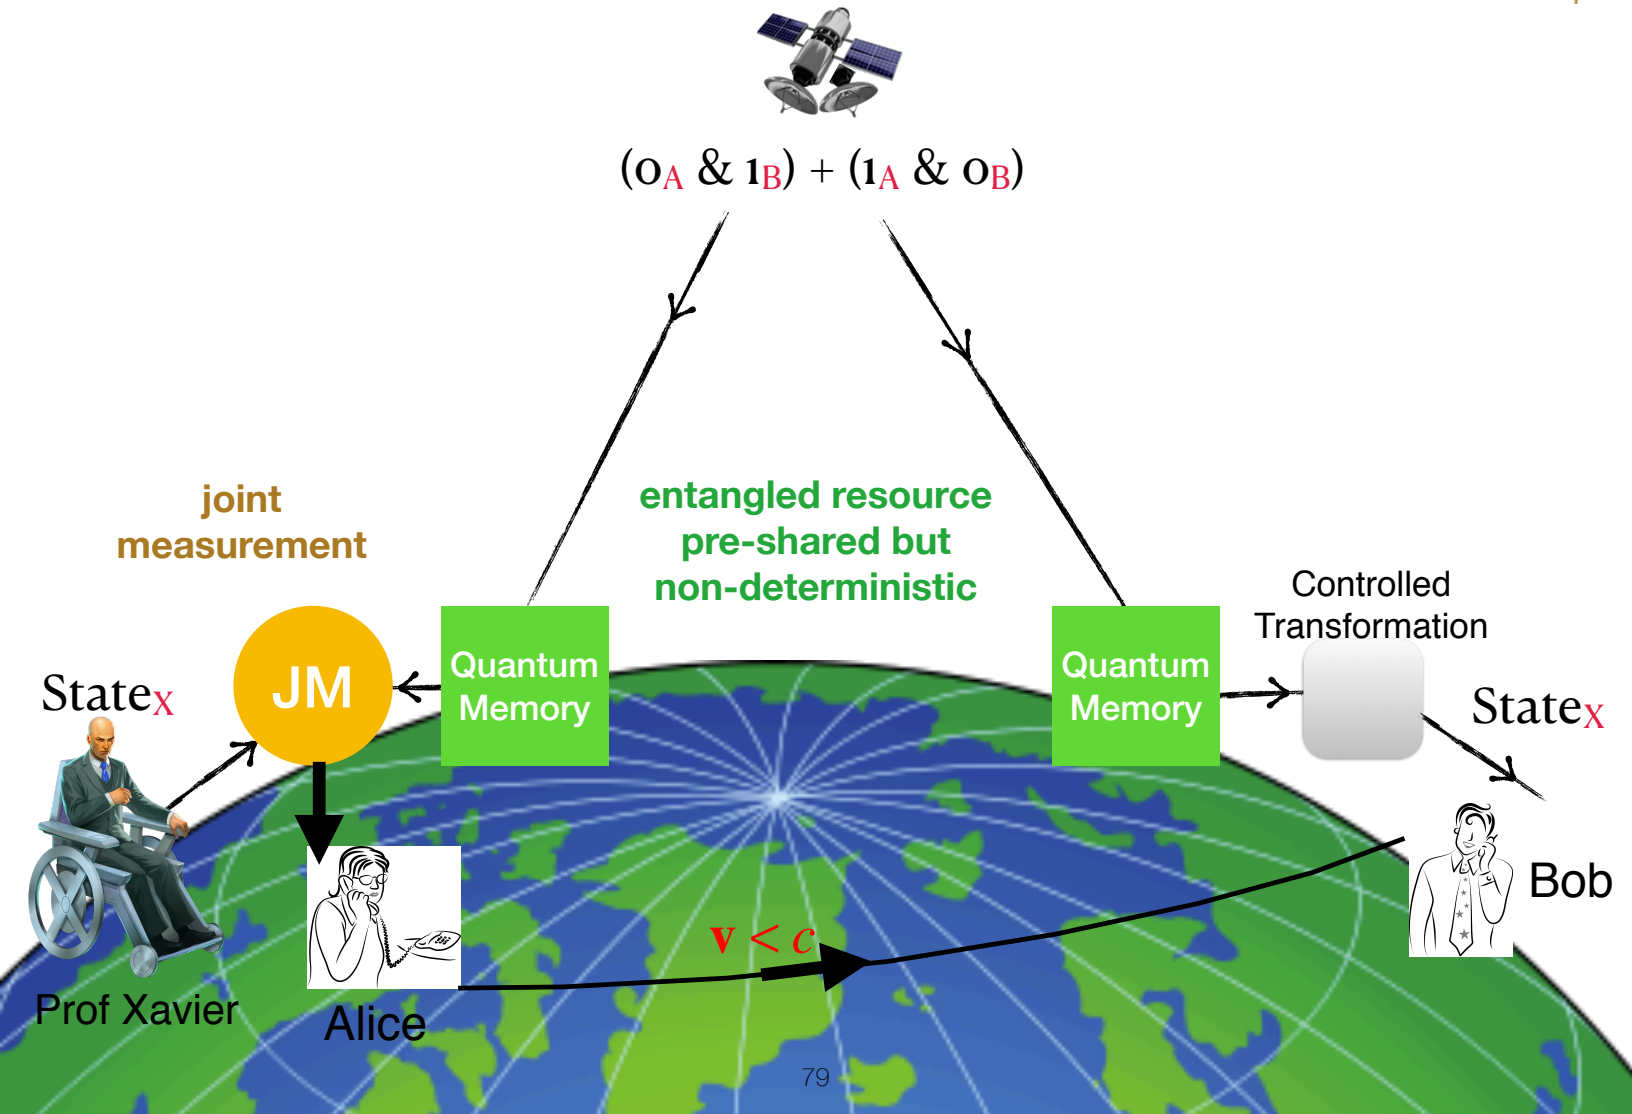 (0A & 1B) + (1A & 0B)
joint
measurement
entangled resource
pre-shared but
non-deterministic
Controlled
Transformation
StateX
JM
Quantum
Memory
Quantum
Memory
StateX
v < c
Bob
Prof Xavier
Alice
79